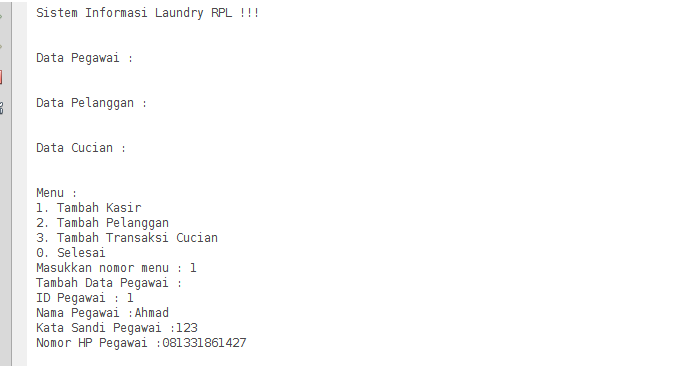 Sistem Informasi Laundry RPL !!!
Data Pegawai :
Data Pelanggan :
Data Cucian :
Menu :
1. Tambah Kasir
2. Tambah Pelanggan
3. Tambah Transaksi Cucian
0. Selesai
Masukkan nomor menu : 1
Tambah Data Pegawai :
ID Pegawai : 1
Nama Pegawai :Ahmad
Kata Sandi Pegawai :123
Nomor HP Pegawai :081331861427